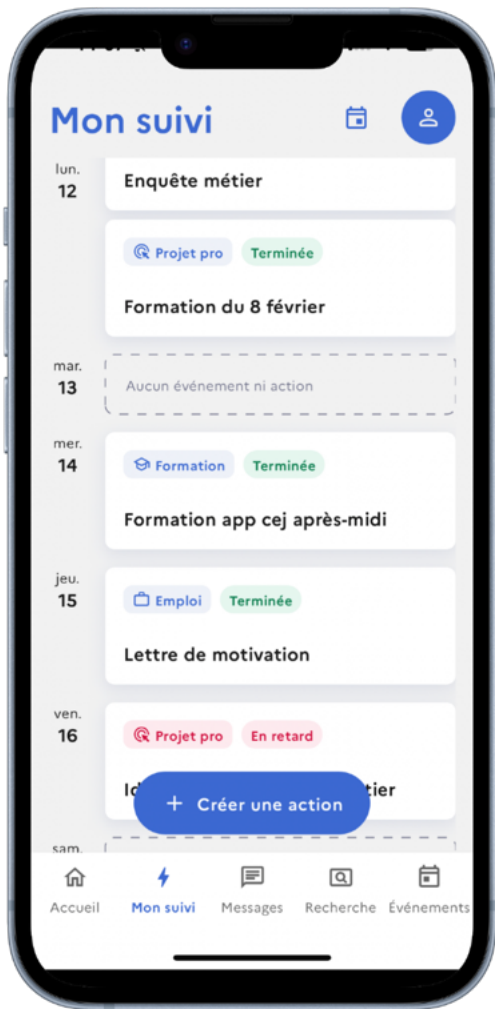 Mon suivi
lun.
12
Enquête métier
Projet pro Terminée
Formation du 8 février
mar.
13
Aucun événement ni action
mer.
14
Formation Terminée
Formation app cej après-midi
jeu.
15
Emploi Terminée
Lettre de motivation
ven.
16
Projet pro En retard
+ Créer une action
sam.
Accueil Mon suivi Messages Recherche Événements